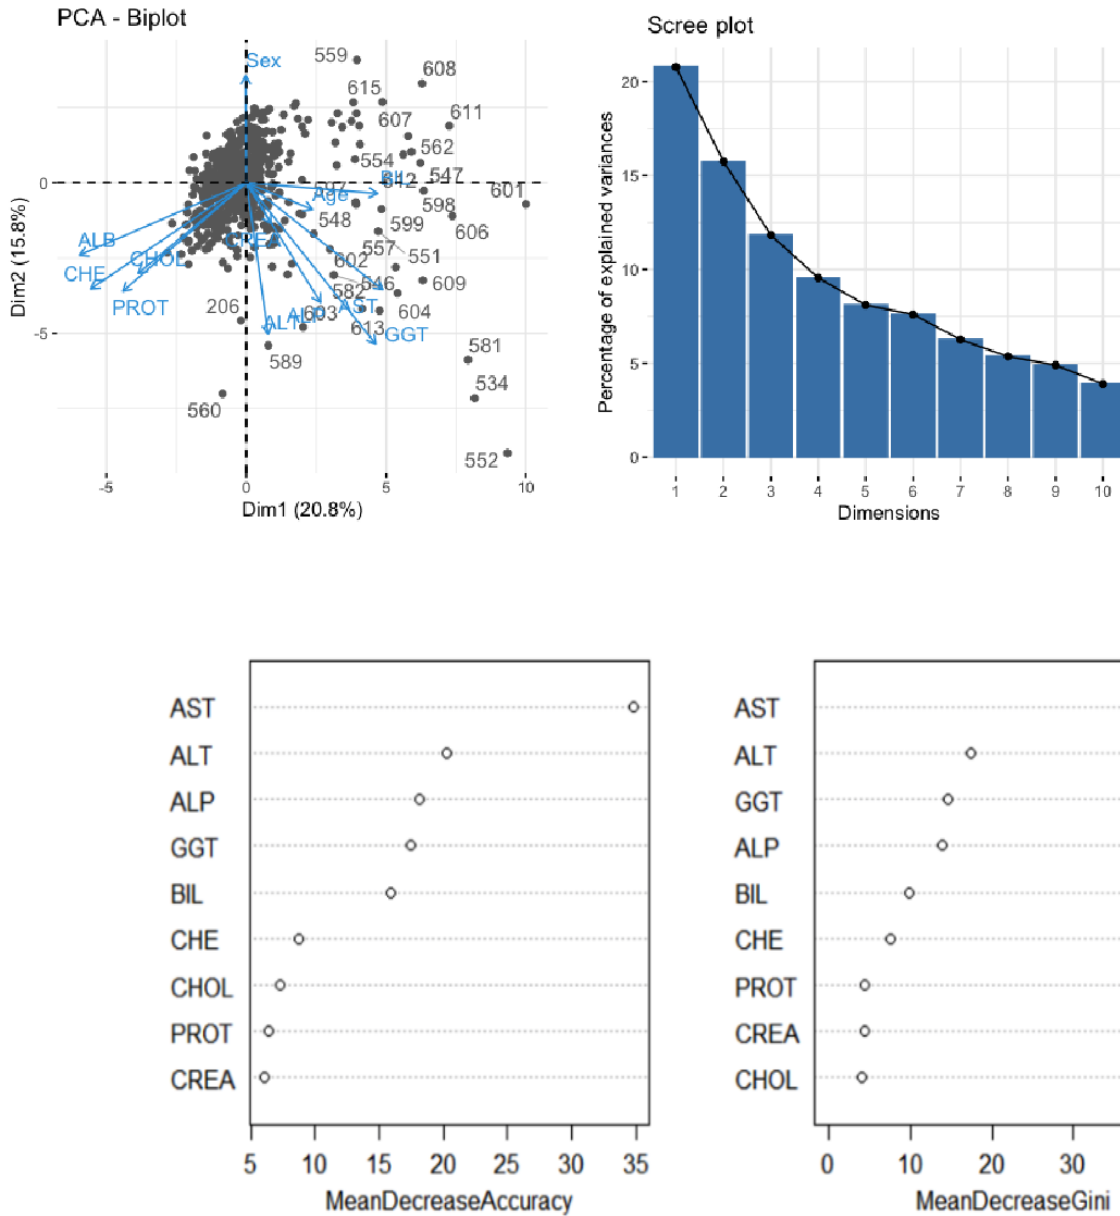 PCA - Biplot
Dim2 (15.8%)
0
-5
Sex
559
608
615
607
611
562
554
547
601
Age
598
548
599
606
ALB
CREA
CHOL
CHE
557
551
602
546
609
PROT
206
582
AST
604
603
ALT
ALP
613
GGT
589
581
534
560
552
-5
0
5
10
Dim1 (20.8%)
Scree plot
Percentage of explained variances
20
15
10
5
0
1 2 3 4 5 6 7 8 9 10
Dimensions
AST
ALT
ALP
GGT
BIL
CHE
CHOL
PROT
CREA
5 10 15 20 25 30 35
MeanDecreaseAccuracy
AST
ALT
GGT
ALP
BIL
CHE
PROT
CREA
CHOL
0 10 20 30
MeanDecreaseGini